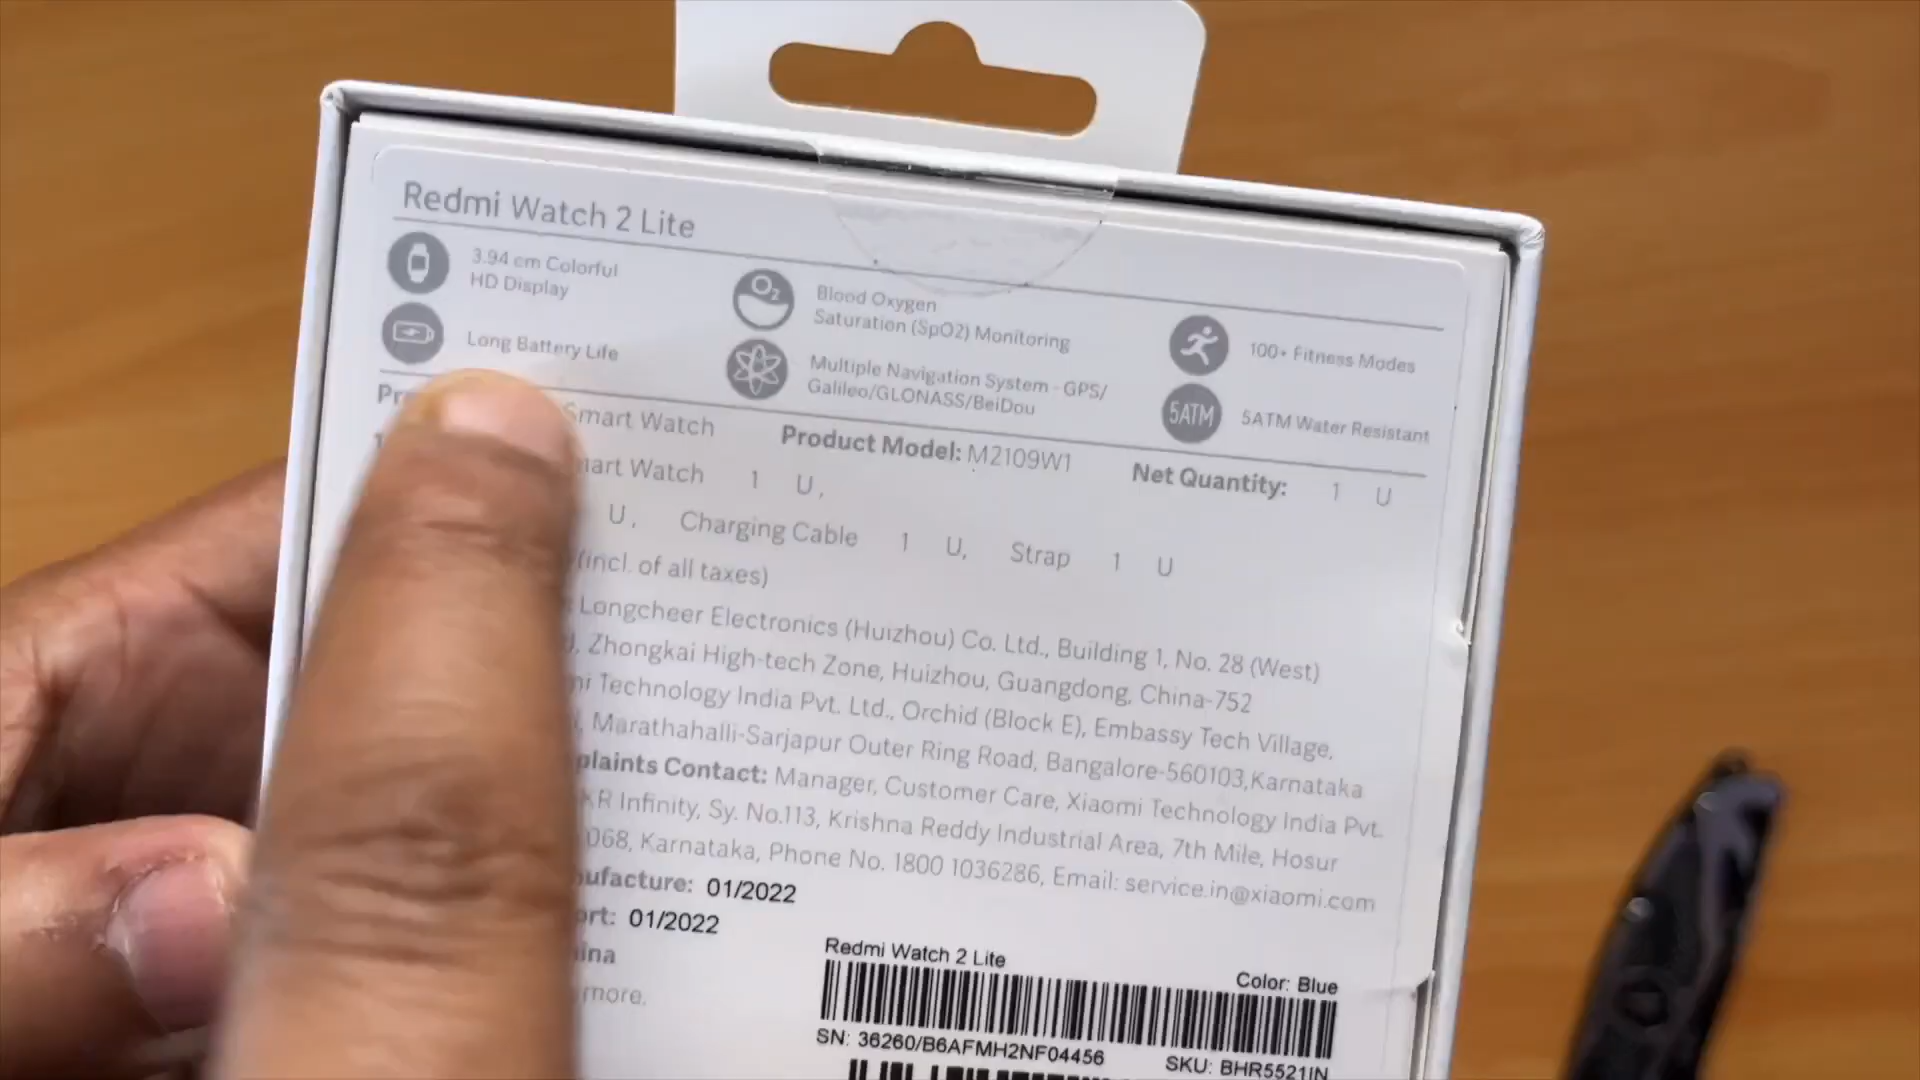 Redmi Watch 2 Lite
3.94 cm Colorful
HD Display
Long Battery Life
O2
Blood Oxygen
Saturation (SpO2) Monitoring
Multiple Navigation System - GPS/
Galileo/GLONASS/BeiDou
100+ Fitness Modes
5ATM
5ATM Water Resistant
Smart Watch Product Model: M2109W1 Net Quantity: 1 U
Watch 1 U,
U, Charging Cable 1 U, Strap 1 U
(incl. of all taxes)
Longcheer Electronics (Huizhou) Co. Ltd., Building 1, No. 28 (West)
Zhongkai High-tech Zone, Huizhou, Guangdong, China-752
Technology India Pvt. Ltd., Orchid (Block E), Embassy Tech Village,
Marathahalli-Sarjapur Outer Ring Road, Bangalore-560103,Karnataka
Contact: Manager, Customer Care, Xiaomi Technology India Pvt.
Infinity, Sy. No.113, Krishna Reddy Industrial Area, 7th Mile, Hosur
068, Karnataka, Phone No. 1800 1036286, Email: service.in@xiaomi.com
01/2022
01/2022
more.
Redmi Watch 2 Lite
Color: Blue
SN: 36260/B6AFMH2NF04456
SKU: BHR5521IN